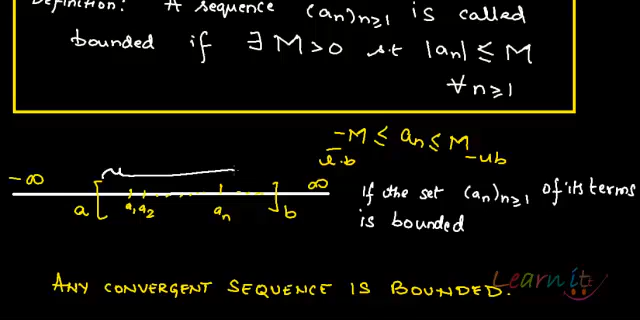 Definition: A sequence (an)n≥1 is called
bounded if ∃ M>0 st |an| ≤ M
∀ n≥1
-M ≤ an ≤ M
l.b
-ub
-∞
∞
a
a1 a2
an
b
If the set (an)n≥1 of its terms
is bounded
ANY CONVERGENT SEQUENCE IS BOUNDED.
Learn it